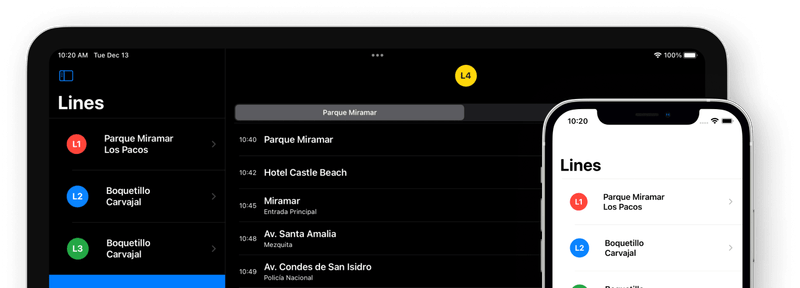 10:20 AM Tue Dec 13
100%
Lines
L1
Parque Miramar
Los Pacos
L2
Boquetillo
Carvajal
L3
Boquetillo
Carvajal
L4
Parque Miramar
10:40 Parque Miramar
10:42 Hotel Castle Beach
10:45 Miramar
Entrada Principal
10:48 Av. Santa Amalia
Mezquita
10:49 Av. Condes de San Isidro
Policía Nacional
10:20
Lines
L1
Parque Miramar
Los Pacos
L2
Boquetillo
Carvajal